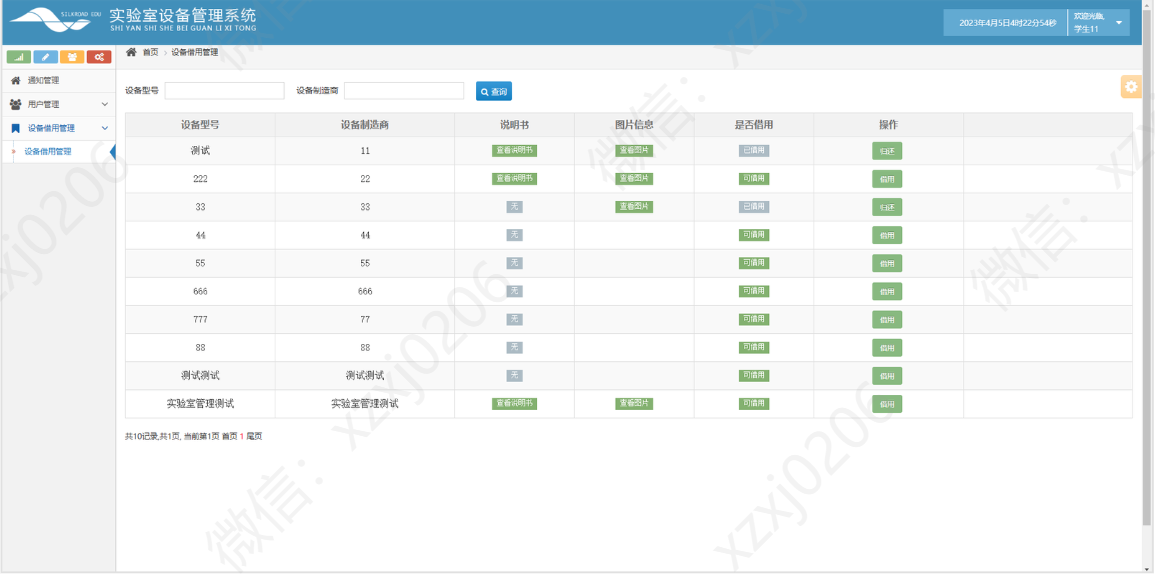 SILKROAD EDU 实验室设备管理系统
SHI YAN SHI SHE BEI GUAN LI XI TONG
2023年4月5日4时22分54秒 欢迎光临,
学生11
首页 > 设备借用管理
通知管理
用户管理
设备借用管理
» 设备借用管理
设备型号 设备制造商 查询
设备型号 设备制造商 说明书 图片信息 是否借用 操作
测试 11 查看说明书 查看图片 已借用 归还
222 22 查看说明书 查看图片 可借用 借用
33 33 无 查看图片 已借用 归还
44 44 无 可借用 借用
55 55 无 可借用 借用
666 666 无 可借用 借用
777 77 无 可借用 借用
88 88 无 可借用 借用
测试测试 测试测试 无 可借用 借用
实验室管理测试 实验室管理测试 查看说明书 查看图片 可借用 借用
共10记录,共1页, 当前第1页 首页 1 尾页
微信: xzxj0206